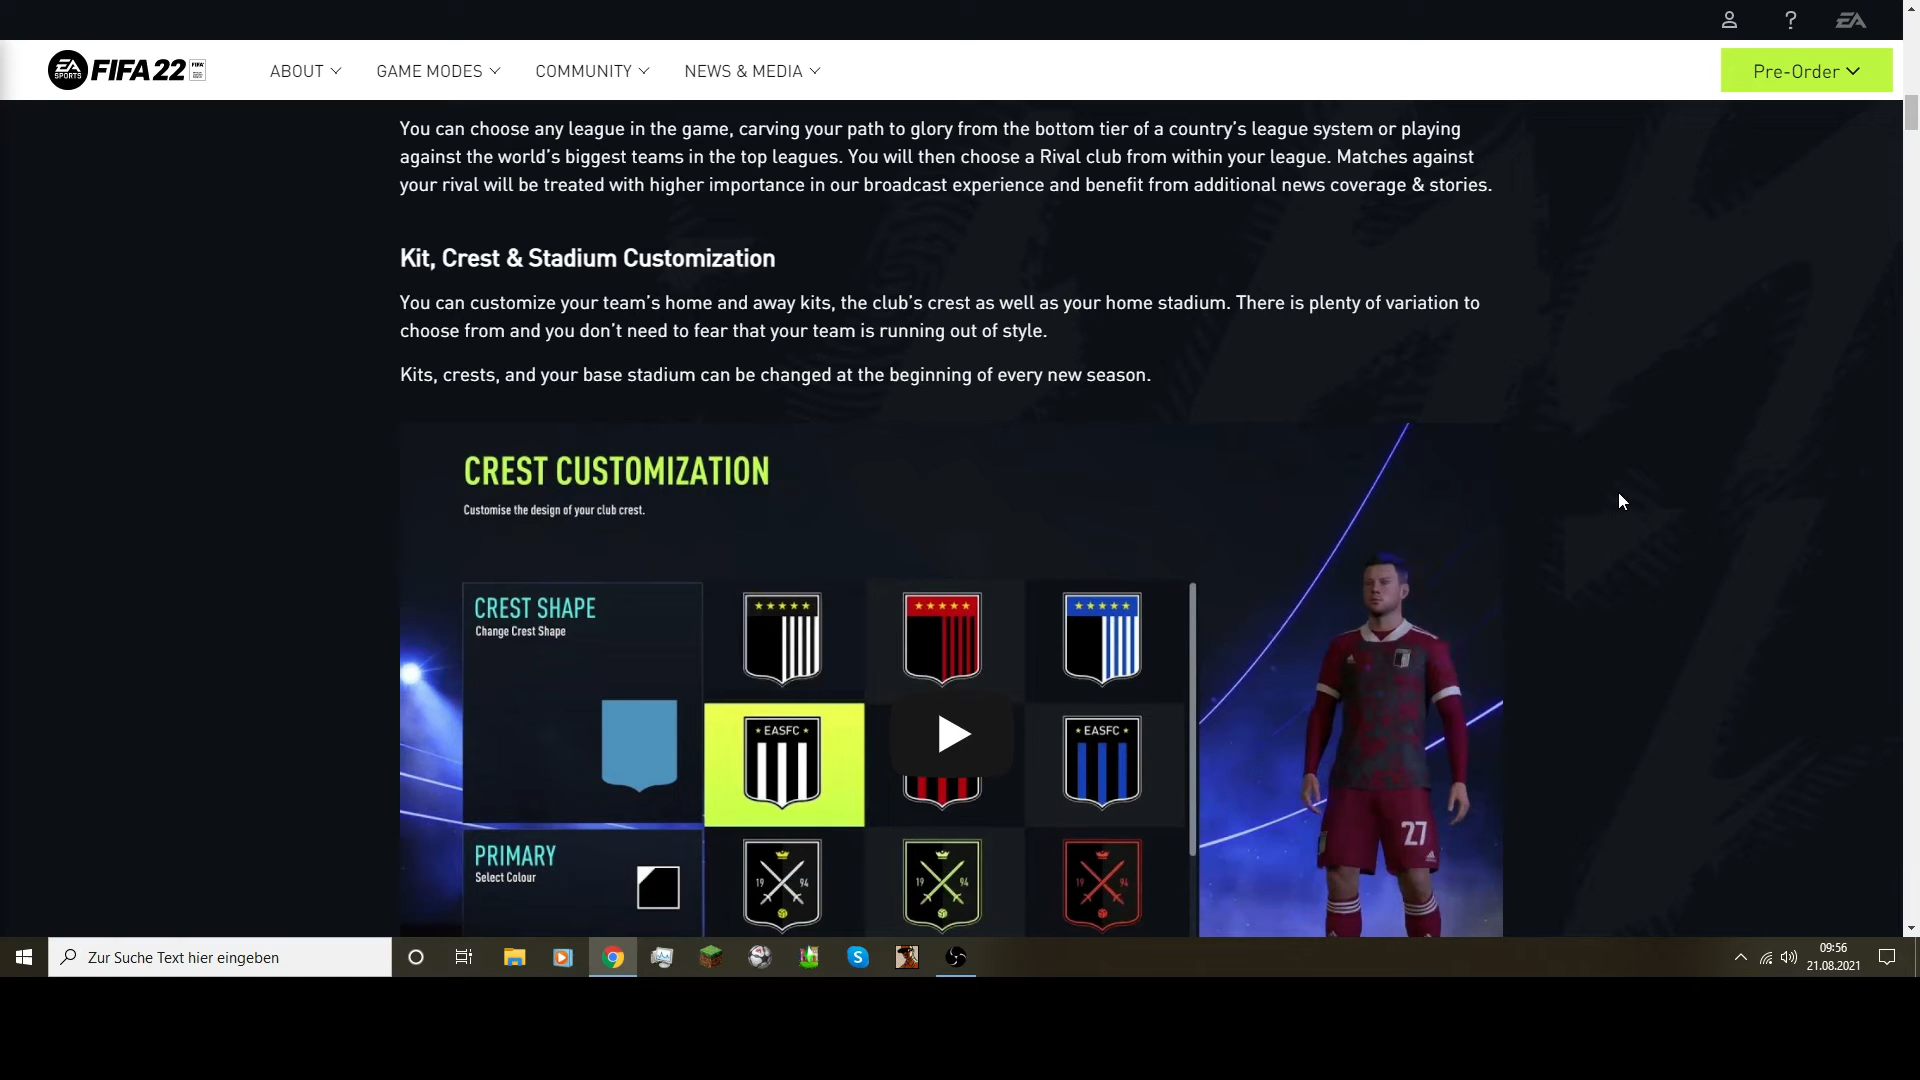 EA SPORTS FIFA 22 FIFA
ABOUT
GAME MODES
COMMUNITY
NEWS & MEDIA
Pre-Order
You can choose any league in the game, carving your path to glory from the bottom tier of a country's league system or playing
against the world's biggest teams in the top leagues. You will then choose a Rival club from within your league. Matches against
your rival will be treated with higher importance in our broadcast experience and benefit from additional news coverage & stories.
Kit, Crest & Stadium Customization
You can customize your team's home and away kits, the club's crest as well as your home stadium. There is plenty of variation to
choose from and you don't need to fear that your team is running out of style.
Kits, crests, and your base stadium can be changed at the beginning of every new season.
CREST CUSTOMIZATION
Customise the design of your club crest.
CREST SHAPE
Change Crest Shape
EASFC
EASFC
PRIMARY
Select Colour
19 94
19 94
19 94
27
Zur Suche Text hier eingeben
09:56
21.08.2021